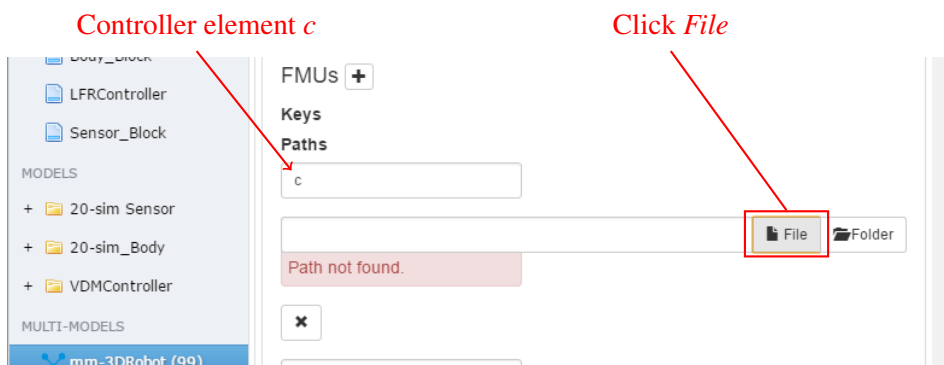 Controller element c
Click File
Body_Block
LFRController
Sensor_Block
MODELS
+ 20-sim Sensor
+ 20-sim_Body
+ VDMController
MULTI-MODELS
mm-3DRobot (99)
FMUs +
Keys
Paths
c
File
Folder
Path not found.